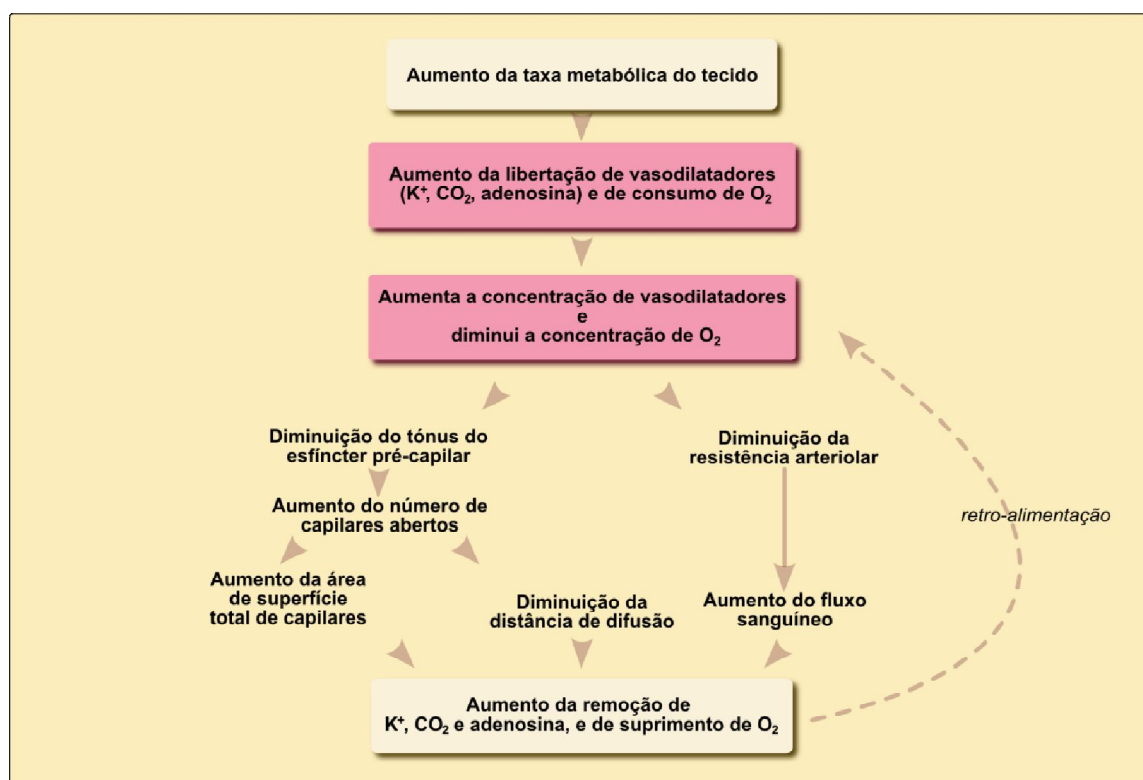 Aumento da taxa metabólica do tecido
Aumento da libertação de vasodilatadores
(K⁺, CO₂, adenosina) e de consumo de O₂
Aumenta a concentração de vasodilatadores
e
diminui a concentração de O₂
Diminuição do tónus do
esfíncter pré-capilar
Diminuição da
resistência arteriolar
Aumento do número de
capilares abertos
retro-alimentação
Aumento da área
de superfície
total de capilares
Diminuição da
distância de difusão
Aumento do fluxo
sanguíneo
Aumento da remoção de
K⁺, CO₂ e adenosina, e de suprimento de O₂